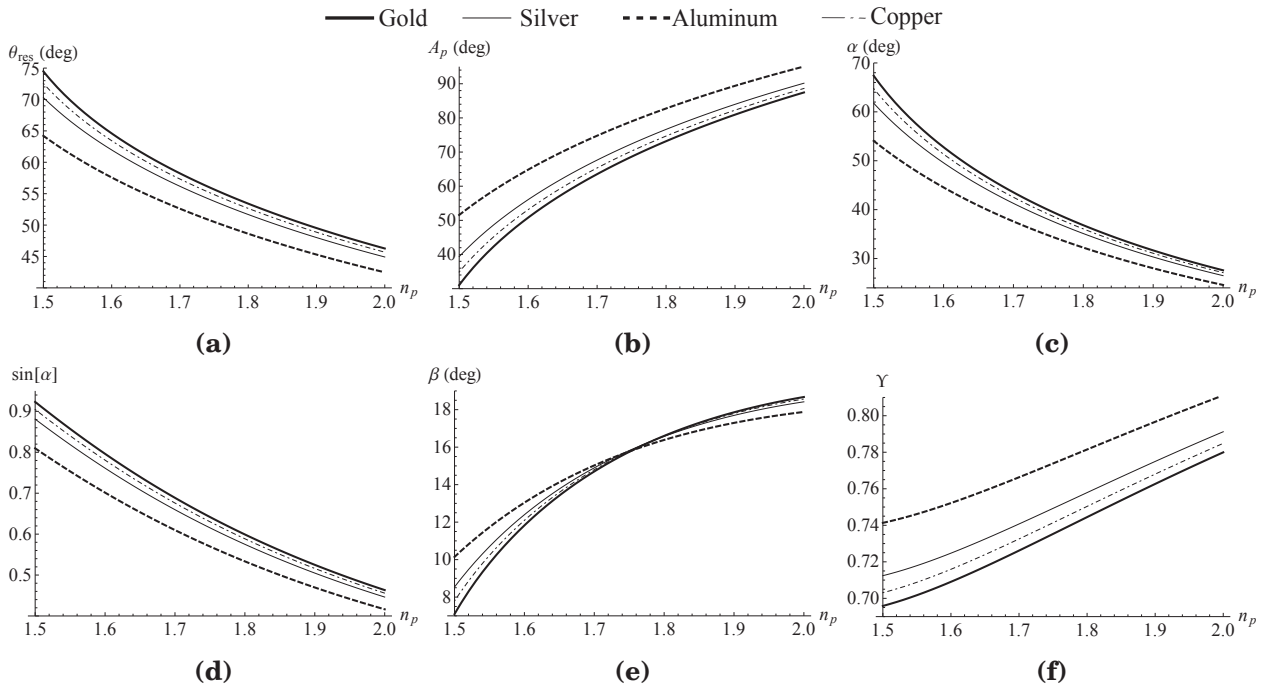 Gold Silver Aluminum Copper
θres (deg)
75
70
65
60
55
50
45
1.5 1.6 1.7 1.8 1.9 2.0 np
(a)
Ap (deg)
90
80
70
60
50
40
1.5 1.6 1.7 1.8 1.9 2.0 np
(b)
α (deg)
70
60
50
40
30
1.5 1.6 1.7 1.8 1.9 2.0 np
(c)
sin[α]
0.9
0.8
0.7
0.6
0.5
1.5 1.6 1.7 1.8 1.9 2.0 np
(d)
β (deg)
18
16
14
12
10
8
1.5 1.6 1.7 1.8 1.9 2.0 np
(e)
ϒ
0.80
0.78
0.76
0.74
0.72
0.70
1.5 1.6 1.7 1.8 1.9 2.0 np
(f)